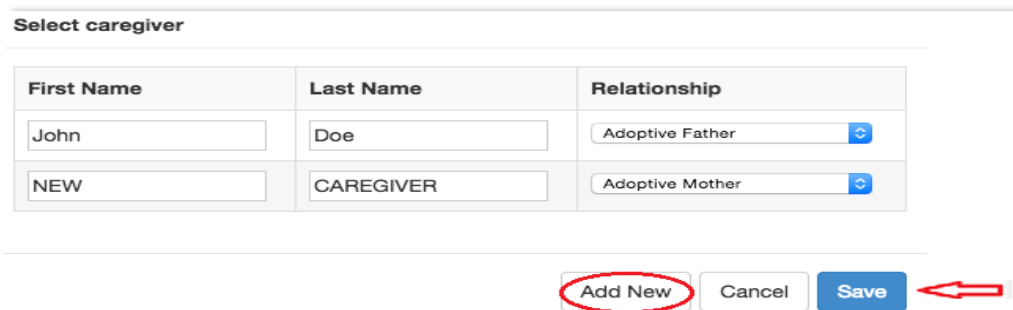 Select caregiver
First Name Last Name Relationship
John Doe Adoptive Father
NEW CAREGIVER Adoptive Mother
Add New Cancel Save